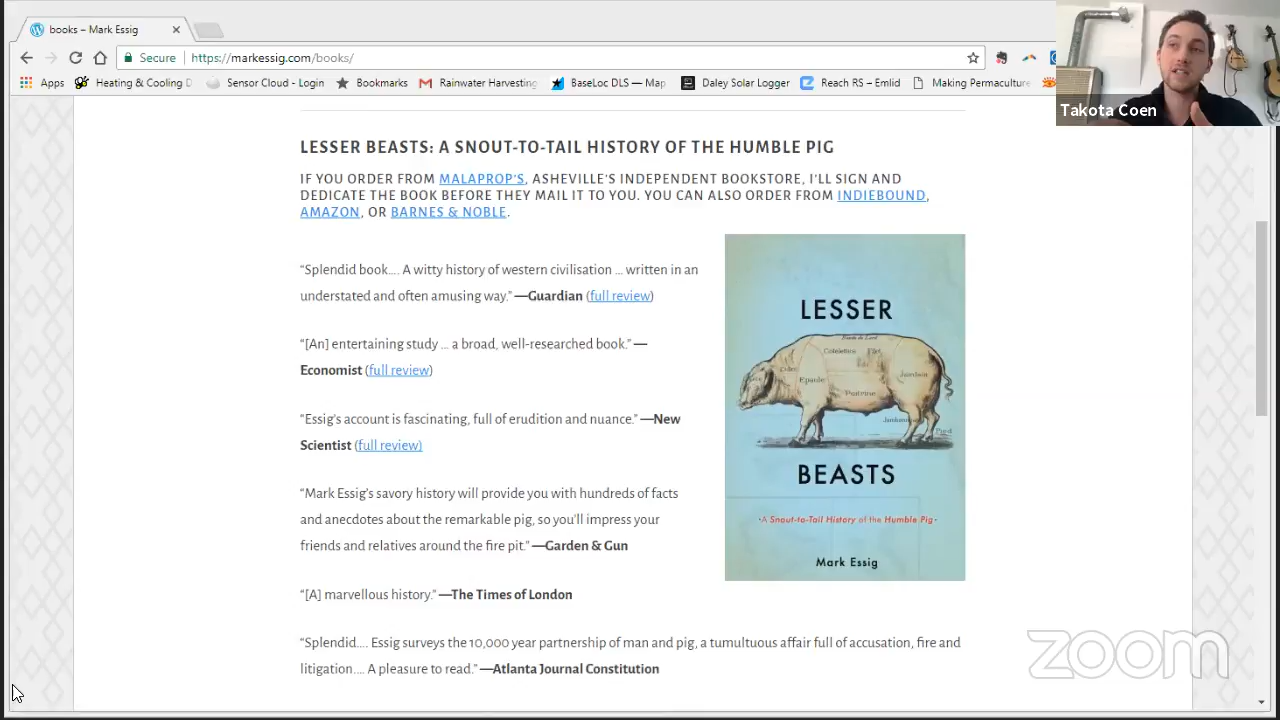 books – Mark Essig
Secure
https://markessig.com/books/
Apps
Heating & Cooling D
Sensor Cloud - Login
Bookmarks
Rainwater Harvesting
BaseLoc DLS — Map
Daley Solar Logger
Reach RS – Emlid
Making Permaculture
Takota Coen
LESSER BEASTS: A SNOUT-TO-TAIL HISTORY OF THE HUMBLE PIG
IF YOU ORDER FROM MALAPROP'S, ASHEVILLE'S INDEPENDENT BOOKSTORE, I'LL SIGN AND
DEDICATE THE BOOK BEFORE THEY MAIL IT TO YOU. YOU CAN ALSO ORDER FROM INDIEBOUND,
AMAZON, OR BARNES & NOBLE.
“Splendid book…. A witty history of western civilisation … written in an
understated and often amusing way.” —Guardian (full review)
“[An] entertaining study … a broad, well-researched book.” —
Economist (full review)
“Essig's account is fascinating, full of erudition and nuance.” —New
Scientist (full review)
“Mark Essig's savory history will provide you with hundreds of facts
and anecdotes about the remarkable pig, so you'll impress your
friends and relatives around the fire pit.” —Garden & Gun
“[A] marvellous history.” —The Times of London
“Splendid…. Essig surveys the 10,000 year partnership of man and pig, a tumultuous affair full of accusation, fire and
litigation…. A pleasure to read.” —Atlanta Journal Constitution
LESSER
Epaule
Poitrine
Jambon
BEASTS
•A Snout-to-Tail History of the Humble Pig•
Mark Essig
zoom